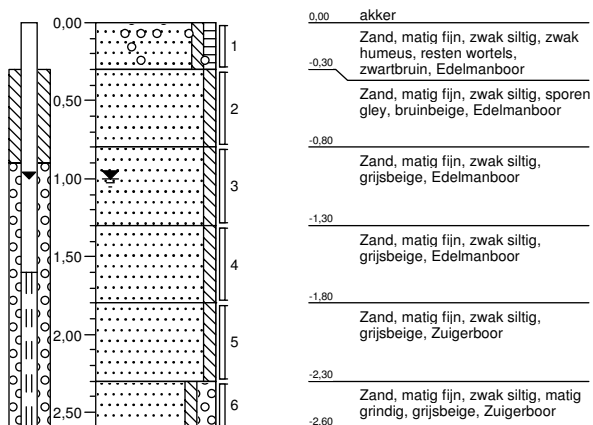 0,00
0,50
1,00
1,50
2,00
2,50
1
2
3
4
5
6
0,00 akker
Zand, matig fijn, zwak siltig, zwak
humeus, resten wortels,
zwartbruin, Edelmanboor
-0,30
Zand, matig fijn, zwak siltig, sporen
gley, bruinbeige, Edelmanboor
-0,80
Zand, matig fijn, zwak siltig,
grijsbeige, Edelmanboor
-1,30
Zand, matig fijn, zwak siltig,
grijsbeige, Edelmanboor
-1,80
Zand, matig fijn, zwak siltig,
grijsbeige, Zuigerboor
-2,30
Zand, matig fijn, zwak siltig, matig
grindig, grijsbeige, Zuigerboor
-2,60